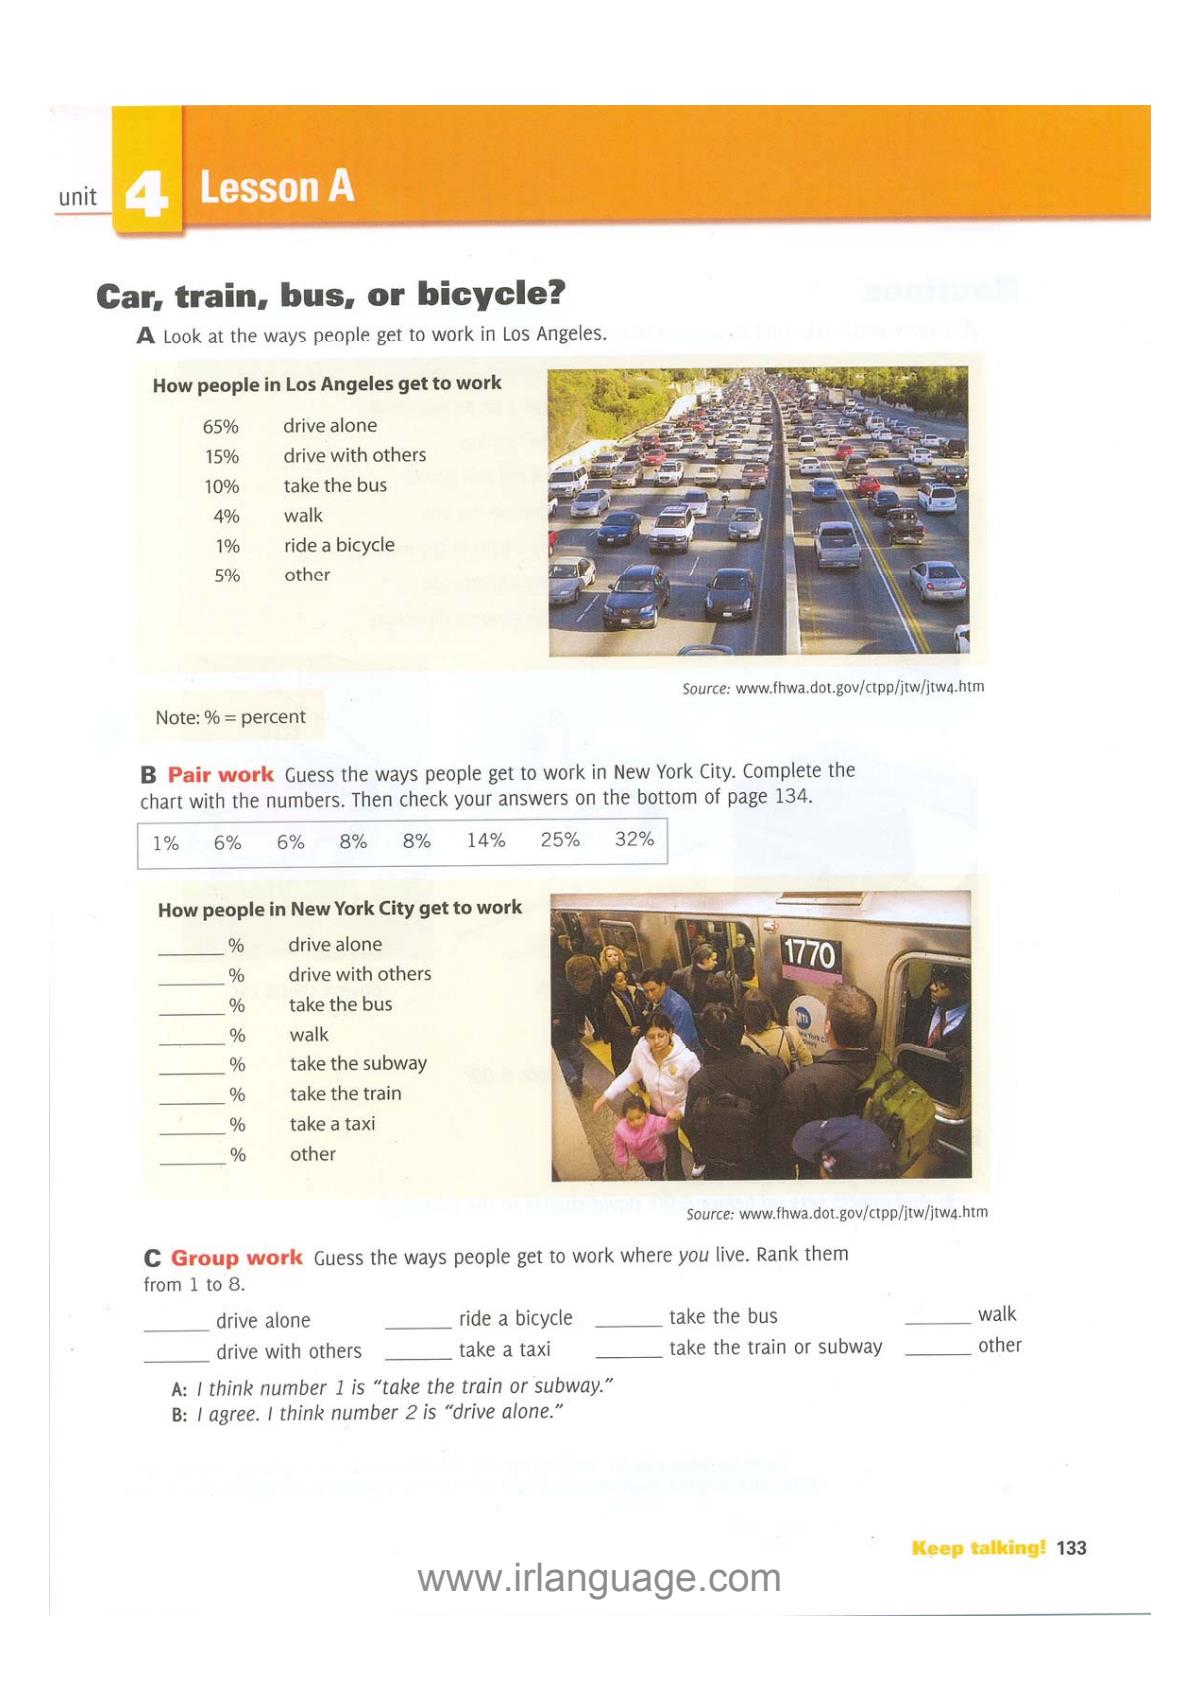 unit 4 Lesson A
Car, train, bus, or bicycle?
A Look at the ways people get to work in Los Angeles.
How people in Los Angeles get to work
65% drive alone
15% drive with others
10% take the bus
4% walk
1% ride a bicycle
5% other
Source: www.fhwa.dot.gov/ctpp/jtw/jtw4.htm
Note: % = percent
B Pair work Guess the ways people get to work in New York City. Complete the
chart with the numbers. Then check your answers on the bottom of page 134.
1% 6% 6% 8% 8% 14% 25% 32%
How people in New York City get to work
______ % drive alone
______ % drive with others
______ % take the bus
______ % walk
______ % take the subway
______ % take the train
______ % take a taxi
______ % other
1770
MTA
Source: www.fhwa.dot.gov/ctpp/jtw/jtw4.htm
C Group work Guess the ways people get to work where you live. Rank them
from 1 to 8.
______ drive alone ______ ride a bicycle ______ take the bus ______ walk
______ drive with others ______ take a taxi ______ take the train or subway ______ other
A: I think number 1 is “take the train or subway.”
B: I agree. I think number 2 is “drive alone.”
Keep talking! 133
www.irlanguage.com